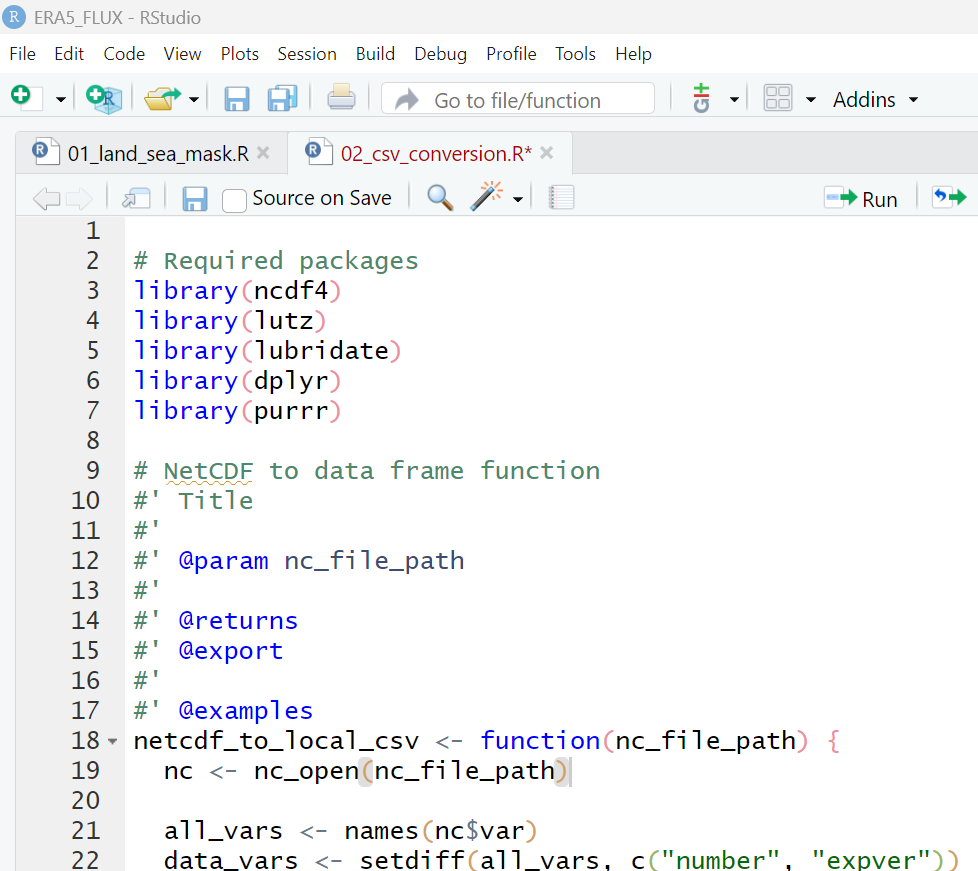 R ERA5_FLUX - RStudio
File Edit Code View Plots Session Build Debug Profile Tools Help
Go to file/function Addins
01_land_sea_mask.R 02_csv_conversion.R*
Source on Save Run
1
2 # Required packages
3 library(ncdf4)
4 library(lutz)
5 library(lubridate)
6 library(dplyr)
7 library(purrr)
8
9 # NetCDF to data frame function
10 #' Title
11 #'
12 #' @param nc_file_path
13 #'
14 #' @returns
15 #' @export
16 #'
17 #' @examples
18 netcdf_to_local_csv <- function(nc_file_path) {
19 nc <- nc_open(nc_file_path)
20
21 all_vars <- names(nc$var)
22 data_vars <- setdiff(all_vars, c("number", "expver"))